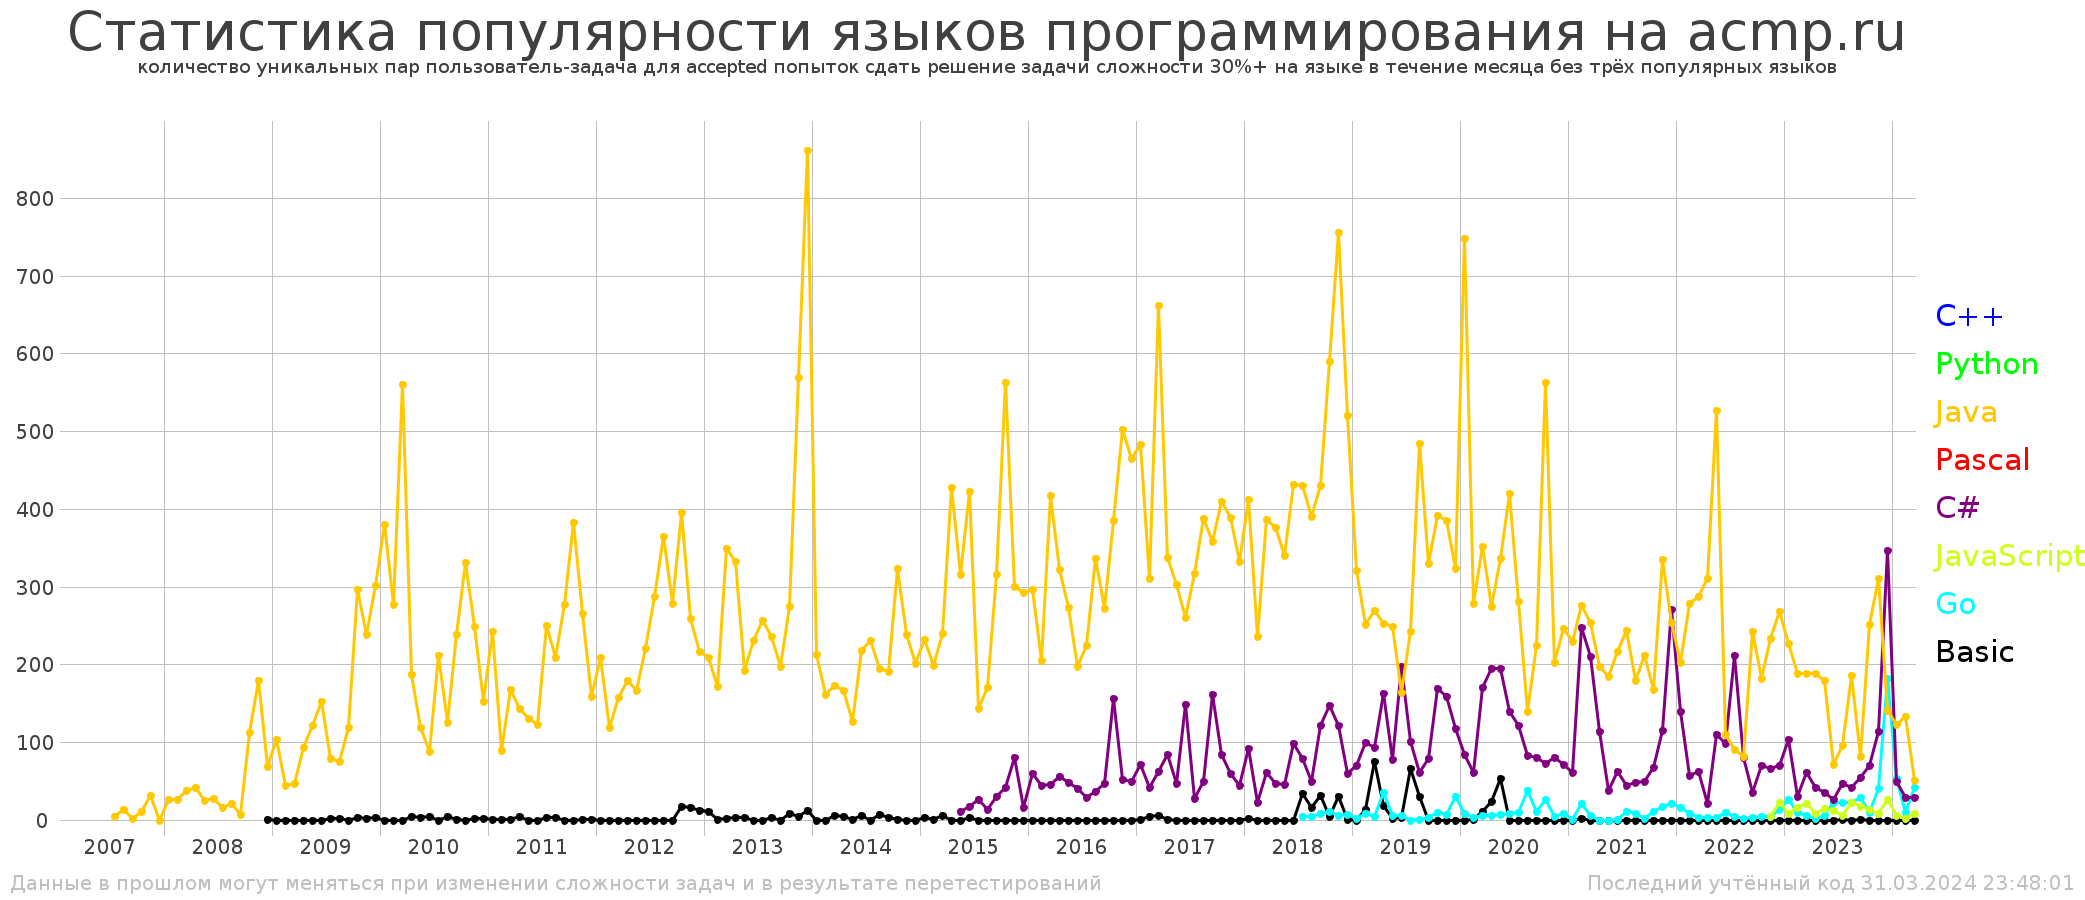 Статистика популярности языков программирования на acmp.ru
количество уникальных пар пользователь-задача для accepted попыток сдать решение задачи сложности 30%+ на языке в течение месяца без трёх популярных языков
800
700
600
500
400
300
200
100
0
C++
Python
Java
Pascal
C#
JavaScript
Go
Basic
2007 2008 2009 2010 2011 2012 2013 2014 2015 2016 2017 2018 2019 2020 2021 2022 2023
Данные в прошлом могут меняться при изменении сложности задач и в результате перетестирований
Последний учтённый код 31.03.2024 23:48:01